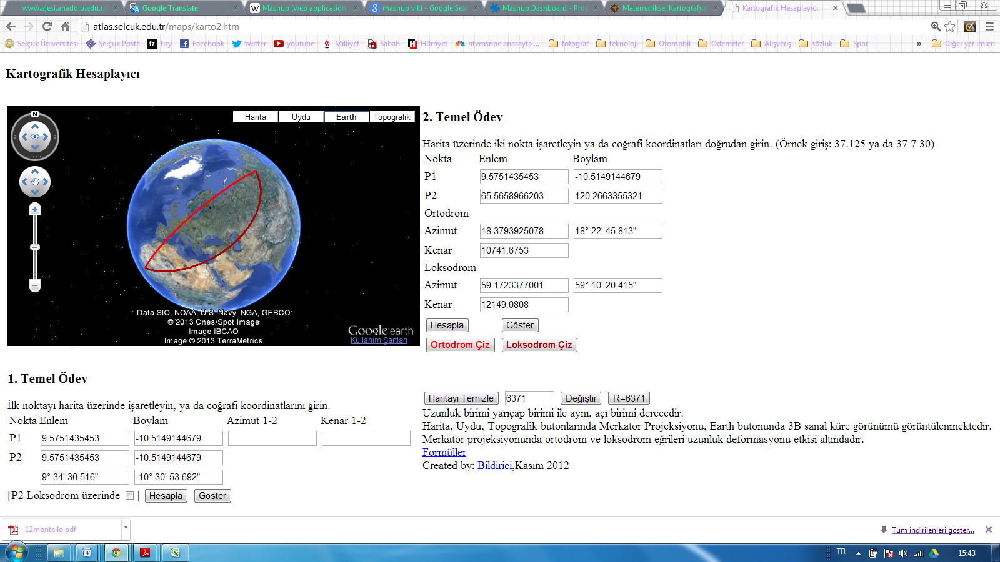 www.ajesi.anadolu.edu.tr
Google Translate
Mashup (web application
mashup viki - Google Sea
Mashup Dashboard - Prog
Matematiksel Kartografya
Kartografik Hesaplayıcı
atlas.selcuk.edu.tr/maps/karto2.htm
Selçuk Üniversitesi
Selçuk Posta
fizy
Facebook
twitter
youtube
Milliyet
Sabah
Hürriyet
ntvmsnbc anasayfa ...
fotograf
teknoloji
Otomobil
Odemeler
Alışveriş
sözluk
Spor
»
Diğer yer imleri
Kartografik Hesaplayıcı
N
Harita
Uydu
Earth
Topografik
Data SIO, NOAA, U.S. Navy, NGA, GEBCO
© 2013 Cnes/Spot Image
Image IBCAO
Image © 2013 TerraMetrics
Google earth
Kullanım Şartları
2. Temel Ödev
Harita üzerinde iki nokta işaretleyin ya da coğrafi koordinatları doğrudan girin. (Örnek giriş: 37.125 ya da 37 7 30)
Nokta Enlem Boylam
P1 9.5751435453 -10.5149144679
P2 65.5658966203 120.2663355321
Ortodrom
Azimut 18.3793925078 18° 22' 45.813"
Kenar 10741.6753
Loksodrom
Azimut 59.1723377001 59° 10' 20.415"
Kenar 12149.0808
Hesapla Göster
Ortodrom Çiz Loksodrom Çiz
1. Temel Ödev
İlk noktayı harita üzerinde işaretleyin, ya da coğrafi koordinatlarını girin.
Nokta Enlem Boylam Azimut 1-2 Kenar 1-2
P1 9.5751435453 -10.5149144679
P2 9.5751435453 -10.5149144679
9° 34' 30.516" -10° 30' 53.692"
[P2 Loksodrom üzerinde ] Hesapla Göster
Haritayı Temizle 6371 Değiştir R=6371
Uzunluk birimi yarıçap birimi ile aynı, açı birimi derecedir.
Harita, Uydu, Topografik butonlarında Merkator Projeksiyonu, Earth butonunda 3B sanal küre görünümü görüntülenmektedir.
Merkator projeksiyonunda ortodrom ve loksodrom eğrileri uzunluk deformasyonu etkisi altındadır.
Formüller
Created by: Bildirici,Kasım 2012
12montello.pdf
Tüm indirilenleri göster...
TR
15:43